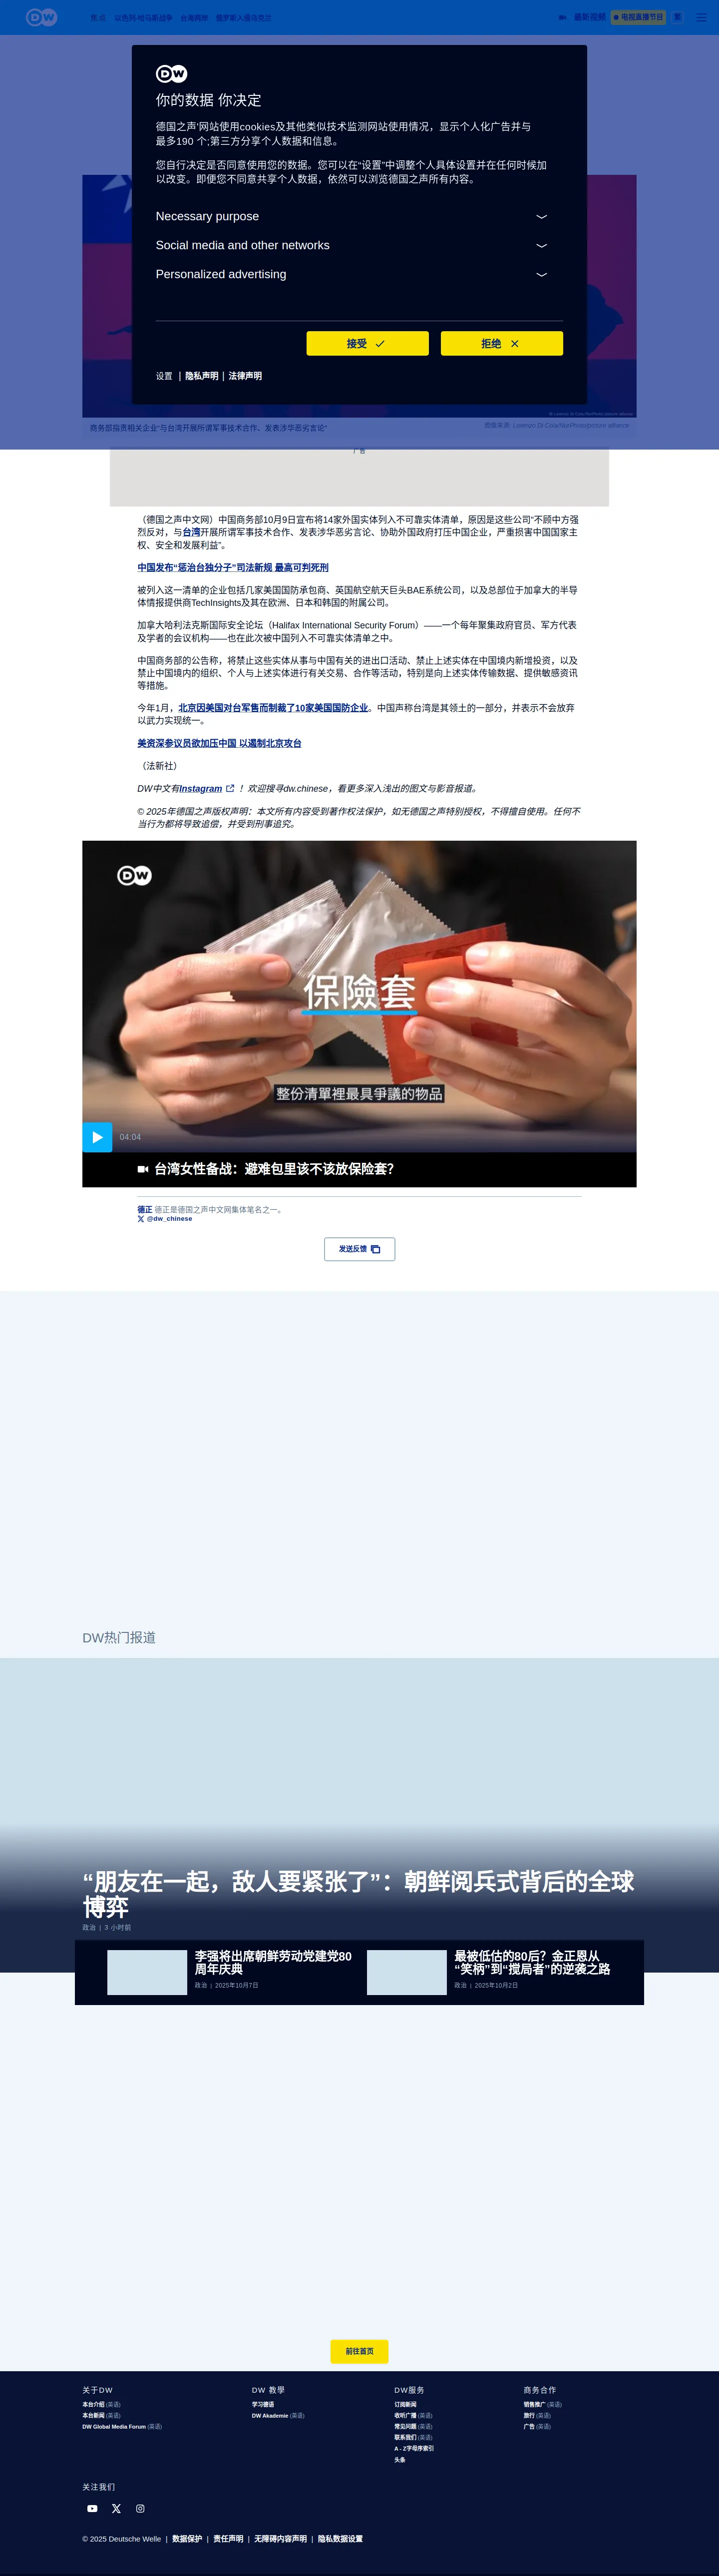 DW
焦点
以色列-哈马斯战争
台海两岸
俄罗斯入侵乌克兰
最新视频
电视直播节目
繁
DW
你的数据 你决定
德国之声'网站使用cookies及其他类似技术监测网站使用情况，显示个人化广告并与
最多190 个;第三方分享个人数据和信息。
您自行决定是否同意使用您的数据。您可以在“设置”中调整个人具体设置并在任何时候加
以改变。即便您不同意共享个人数据，依然可以浏览德国之声所有内容。
Necessary purpose
Social media and other networks
Personalized advertising
接受
拒绝
设置 | 隐私声明 | 法律声明
商务部指责相关企业“与台湾开展所谓军事技术合作、发表涉华恶劣言论”
图像来源: Lorenzo Di Cola/NurPhoto/picture alliance
广告
（德国之声中文网）中国商务部10月9日宣布将14家外国实体列入不可靠实体清单，原因是这些公司“不顾中方强
烈反对，与台湾开展所谓军事技术合作、发表涉华恶劣言论、协助外国政府打压中国企业，严重损害中国国家主
权、安全和发展利益”。
中国发布“惩治台独分子”司法新规 最高可判死刑
被列入这一清单的企业包括几家美国国防承包商、英国航空航天巨头BAE系统公司，以及总部位于加拿大的半导
体情报提供商TechInsights及其在欧洲、日本和韩国的附属公司。
加拿大哈利法克斯国际安全论坛（Halifax International Security Forum）——一个每年聚集政府官员、军方代表
及学者的会议机构——也在此次被中国列入不可靠实体清单之中。
中国商务部的公告称，将禁止这些实体从事与中国有关的进出口活动、禁止上述实体在中国境内新增投资，以及
禁止中国境内的组织、个人与上述实体进行有关交易、合作等活动，特别是向上述实体传输数据、提供敏感资讯
等措施。
今年1月，北京因美国对台军售而制裁了10家美国国防企业。中国声称台湾是其领土的一部分，并表示不会放弃
以武力实现统一。
美资深参议员欲加压中国 以遏制北京攻台
（法新社）
DW中文有Instagram ！欢迎搜寻dw.chinese，看更多深入浅出的图文与影音报道。
© 2025年德国之声版权声明：本文所有内容受到著作权法保护，如无德国之声特别授权，不得擅自使用。任何不
当行为都将导致追偿，并受到刑事追究。
DW
保險套
整份清單裡最具爭議的物品
04:04
台湾女性备战：避难包里该不该放保险套？
德正 德正是德国之声中文网集体笔名之一。
@dw_chinese
发送反馈
DW热门报道
“朋友在一起，敌人要紧张了”：朝鲜阅兵式背后的全球
博弈
政治 | 3 小时前
李强将出席朝鲜劳动党建党80
周年庆典
政治 | 2025年10月7日
最被低估的80后？金正恩从
“笑柄”到“搅局者”的逆袭之路
政治 | 2025年10月2日
前往首页
关于DW
本台介绍 (英语)
本台新闻 (英语)
DW Global Media Forum (英语)
DW 教學
学习德语
DW Akademie (英语)
DW服务
订阅新闻
收听广播 (英语)
常见问题 (英语)
联系我们 (英语)
A - Z字母序索引
头条
商务合作
销售推广 (英语)
旅行 (英语)
广告 (英语)
关注我们
© 2025 Deutsche Welle | 数据保护 | 责任声明 | 无障碍内容声明 | 隐私数据设置